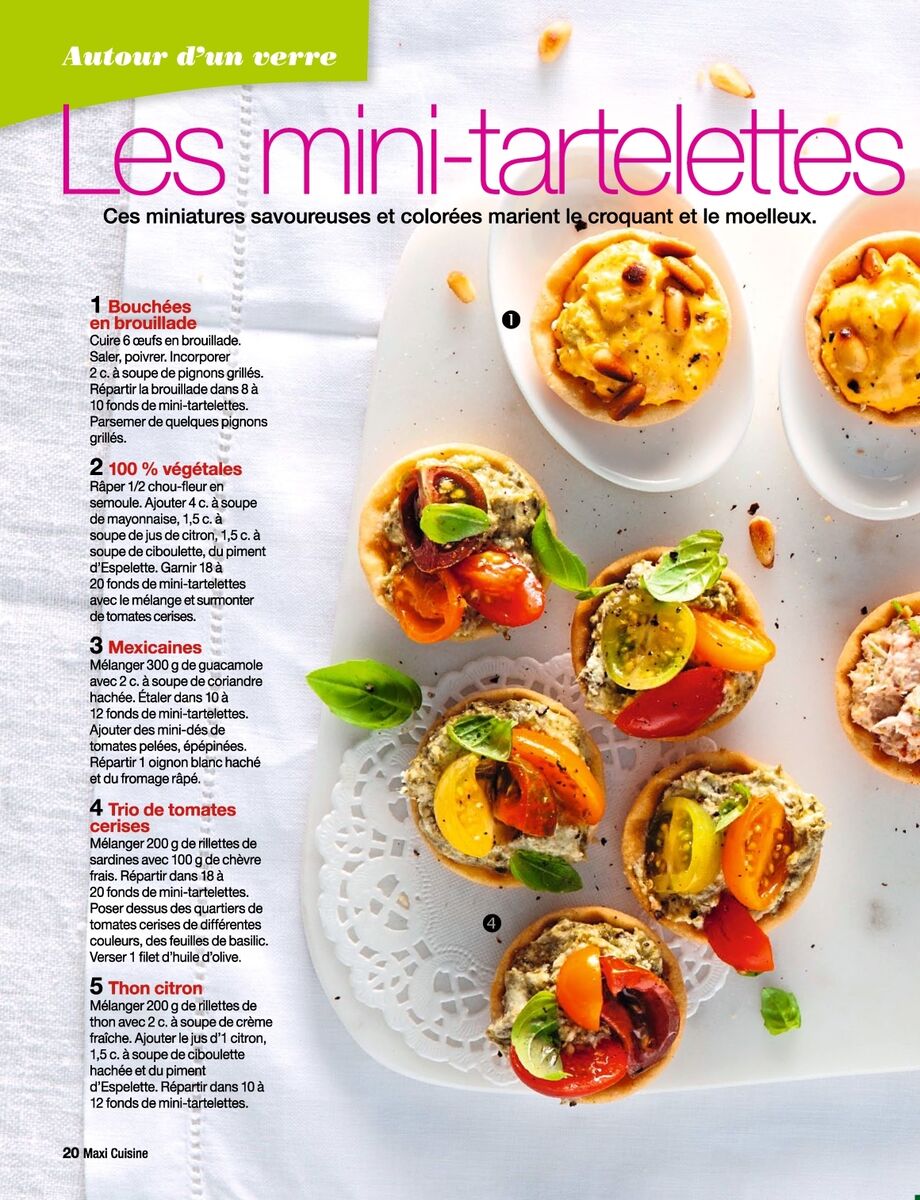 Autour d'un verre
Les mini-tartelettes
Ces miniatures savoureuses et colorées marient le croquant et le moelleux.
1 Bouchées
en brouillade
Cuire 6 œufs en brouillade.
Saler, poivrer. Incorporer
2 c. à soupe de pignons grillés.
Répartir la brouillade dans 8 à
10 fonds de mini-tartelettes.
Parsemer de quelques pignons
grillés.
2 100 % végétales
Râper 1/2 chou-fleur en
semoule. Ajouter 4 c. à soupe
de mayonnaise, 1,5 c. à
soupe de jus de citron, 1,5 c. à
soupe de ciboulette, du piment
d'Espelette. Garnir 18 à
20 fonds de mini-tartelettes
avec le mélange et surmonter
de tomates cerises.
3 Mexicaines
Mélanger 300 g de guacamole
avec 2 c. à soupe de coriandre
hachée. Étaler dans 10 à
12 fonds de mini-tartelettes.
Ajouter des mini-dés de
tomates pelées, épépinées.
Répartir 1 oignon blanc haché
et du fromage râpé.
4 Trio de tomates
cerises
Mélanger 200 g de rillettes de
sardines avec 100 g de chèvre
frais. Répartir dans 18 à
20 fonds de mini-tartelettes.
Poser dessus des quartiers de
tomates cerises de différentes
couleurs, des feuilles de basilic.
Verser 1 filet d'huile d'olive.
5 Thon citron
Mélanger 200 g de rillettes de
thon avec 2 c. à soupe de crème
fraîche. Ajouter le jus d'1 citron,
1,5 c. à soupe de ciboulette
hachée et du piment
d'Espelette. Répartir dans 10 à
12 fonds de mini-tartelettes.
1
4
20 Maxi Cuisine